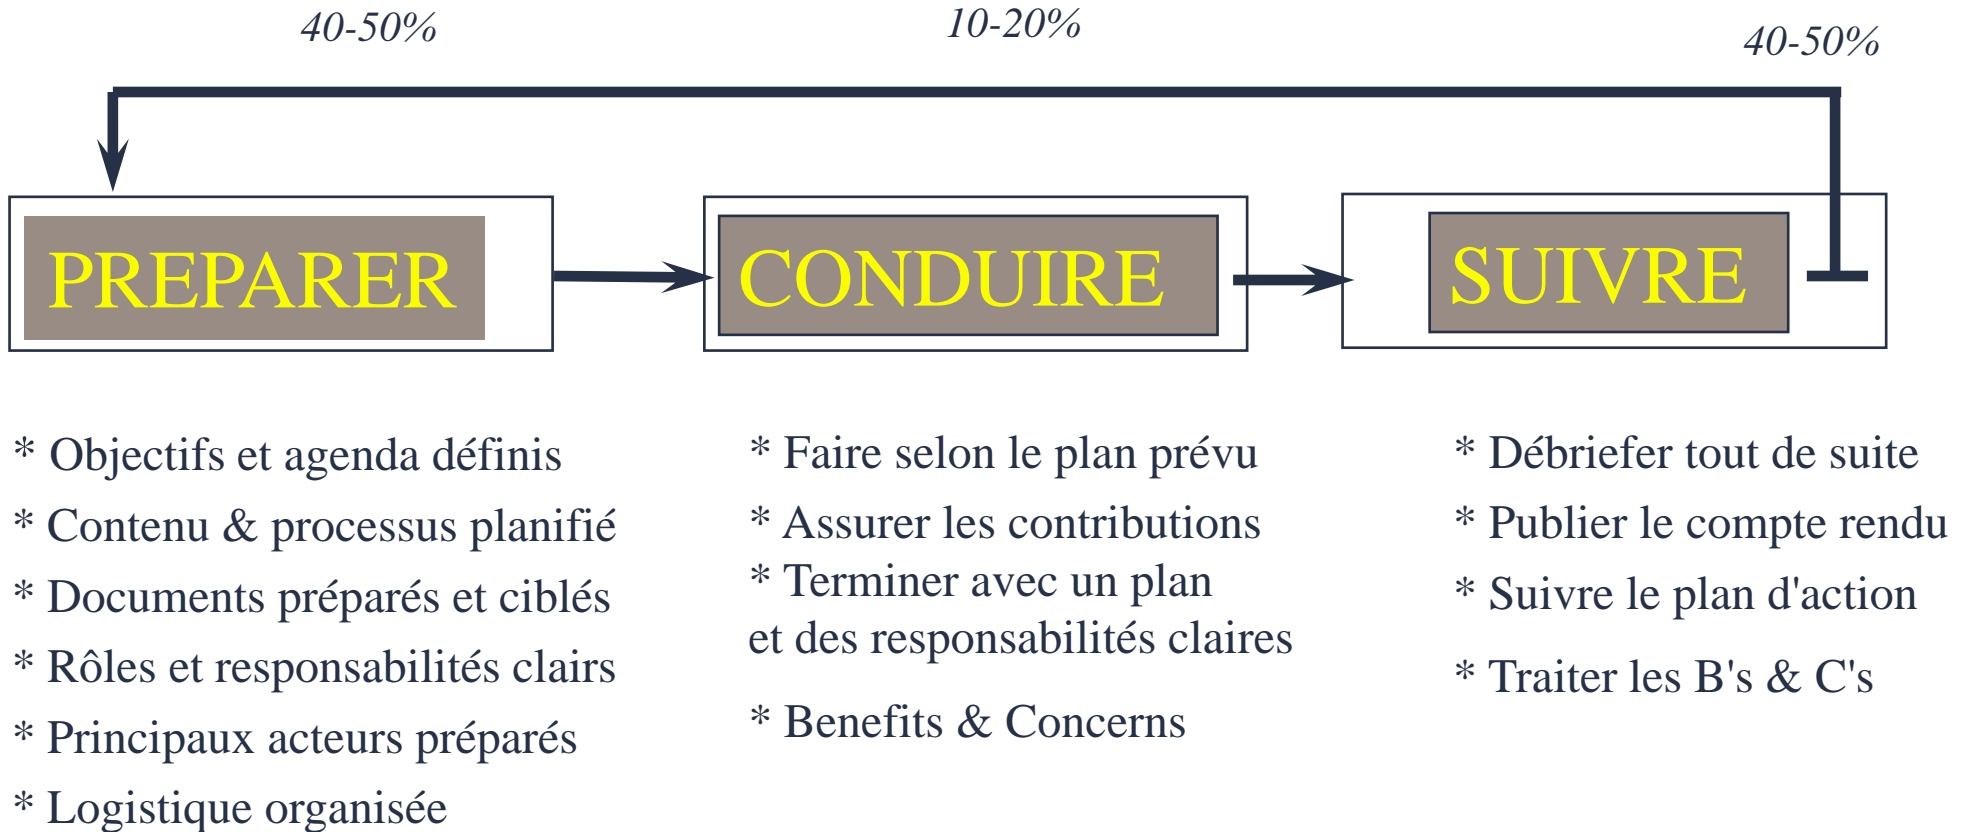 40-50%
10-20%
40-50%
PREPARER
CONDUIRE
SUIVRE
* Objectifs et agenda définis
* Contenu & processus planifié
* Documents préparés et ciblés
* Rôles et responsabilités clairs
* Principaux acteurs préparés
* Logistique organisée
* Faire selon le plan prévu
* Assurer les contributions
* Terminer avec un plan
et des responsabilités claires
* Benefits & Concerns
* Débriefer tout de suite
* Publier le compte rendu
* Suivre le plan d'action
* Traiter les B's & C's